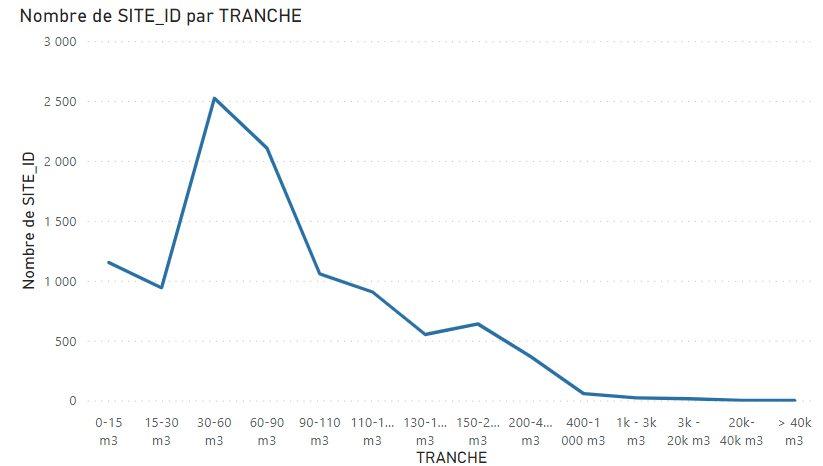 Nombre de SITE_ID par TRANCHE
3 000
2 500
2 000
1 500
1 000
500
0
Nombre de SITE_ID
0-15 m3
15-30 m3
30-60 m3
60-90 m3
90-110 m3
110-1... m3
130-1... m3
150-2... m3
200-4... m3
400-1 000 m3
1k - 3k m3
3k - 20k m3
20k- 40k m3
> 40k m3
TRANCHE